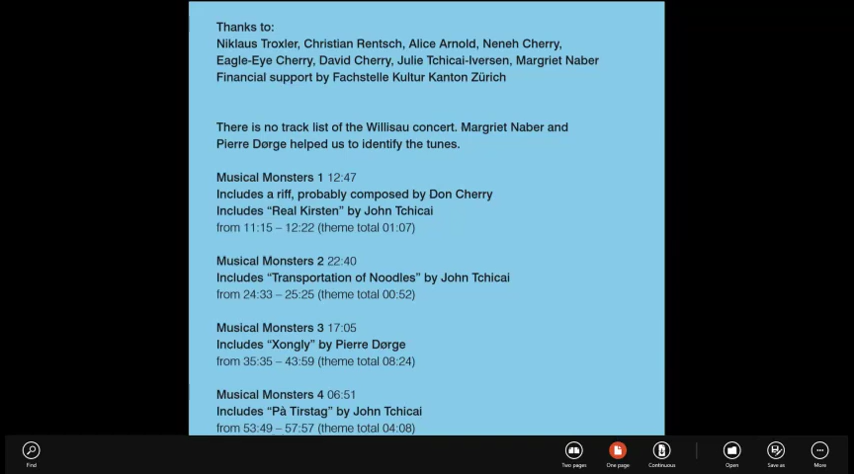 Thanks to:
Niklaus Troxler, Christian Rentsch, Alice Arnold, Neneh Cherry,
Eagle-Eye Cherry, David Cherry, Julie Tchicai-Iversen, Margriet Naber
Financial support by Fachstelle Kultur Kanton Zürich
There is no track list of the Willisau concert. Margriet Naber and
Pierre Dørge helped us to identify the tunes.
Musical Monsters 1 12:47
Includes a riff, probably composed by Don Cherry
Includes “Real Kirsten” by John Tchicai
from 11:15 – 12:22 (theme total 01:07)
Musical Monsters 2 22:40
Includes “Transportation of Noodles” by John Tchicai
from 24:33 – 25:25 (theme total 00:52)
Musical Monsters 3 17:05
Includes “Xongly” by Pierre Dørge
from 35:35 – 43:59 (theme total 08:24)
Musical Monsters 4 06:51
Includes “Pà Tirstag” by John Tchicai
from 53:49 – 57:57 (theme total 04:08)
Find Two pages One page Continuous Open Save as More